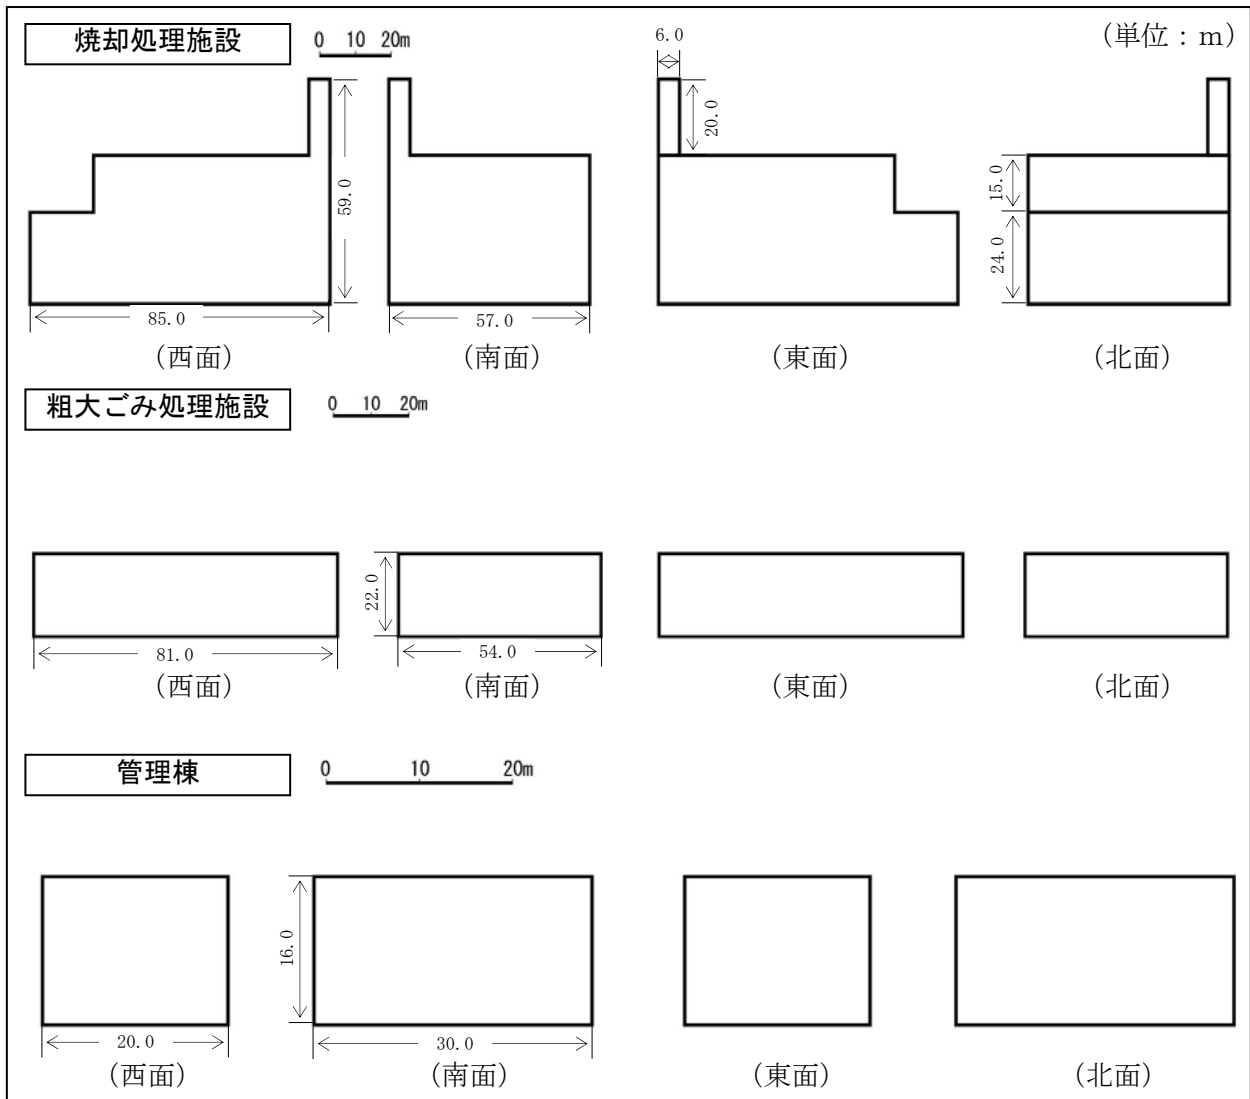 焼却処理施設
0 10 20m
(単位：m)
6.0
20.0
59.0
15.0
24.0
85.0
57.0
(西面)
(南面)
(東面)
(北面)
粗大ごみ処理施設
0 10 20m
22.0
81.0
54.0
(西面)
(南面)
(東面)
(北面)
管理棟
0 10 20m
16.0
20.0
30.0
(西面)
(南面)
(東面)
(北面)